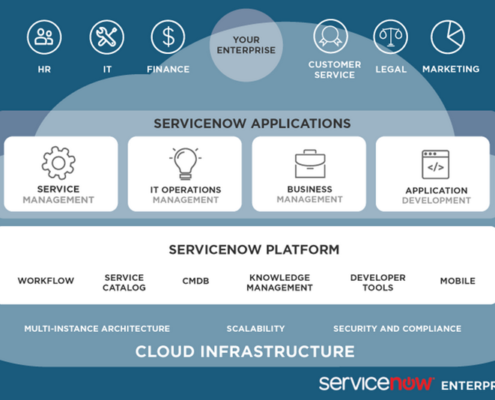 YOUR
ENTERPRISE
HR
IT
FINANCE
CUSTOMER
SERVICE
LEGAL
MARKETING
SERVICENOW APPLICATIONS
</>
SERVICE
MANAGEMENT
IT OPERATIONS
MANAGEMENT
BUSINESS
MANAGEMENT
APPLICATION
DEVELOPMENT
SERVICENOW PLATFORM
WORKFLOW
SERVICE
CATALOG
CMDB
KNOWLEDGE
MANAGEMENT
DEVELOPER
TOOLS
MOBILE
MULTI-INSTANCE ARCHITECTURE
SCALABILITY
SECURITY AND COMPLIANCE
CLOUD INFRASTRUCTURE
servicenow ENTERPR